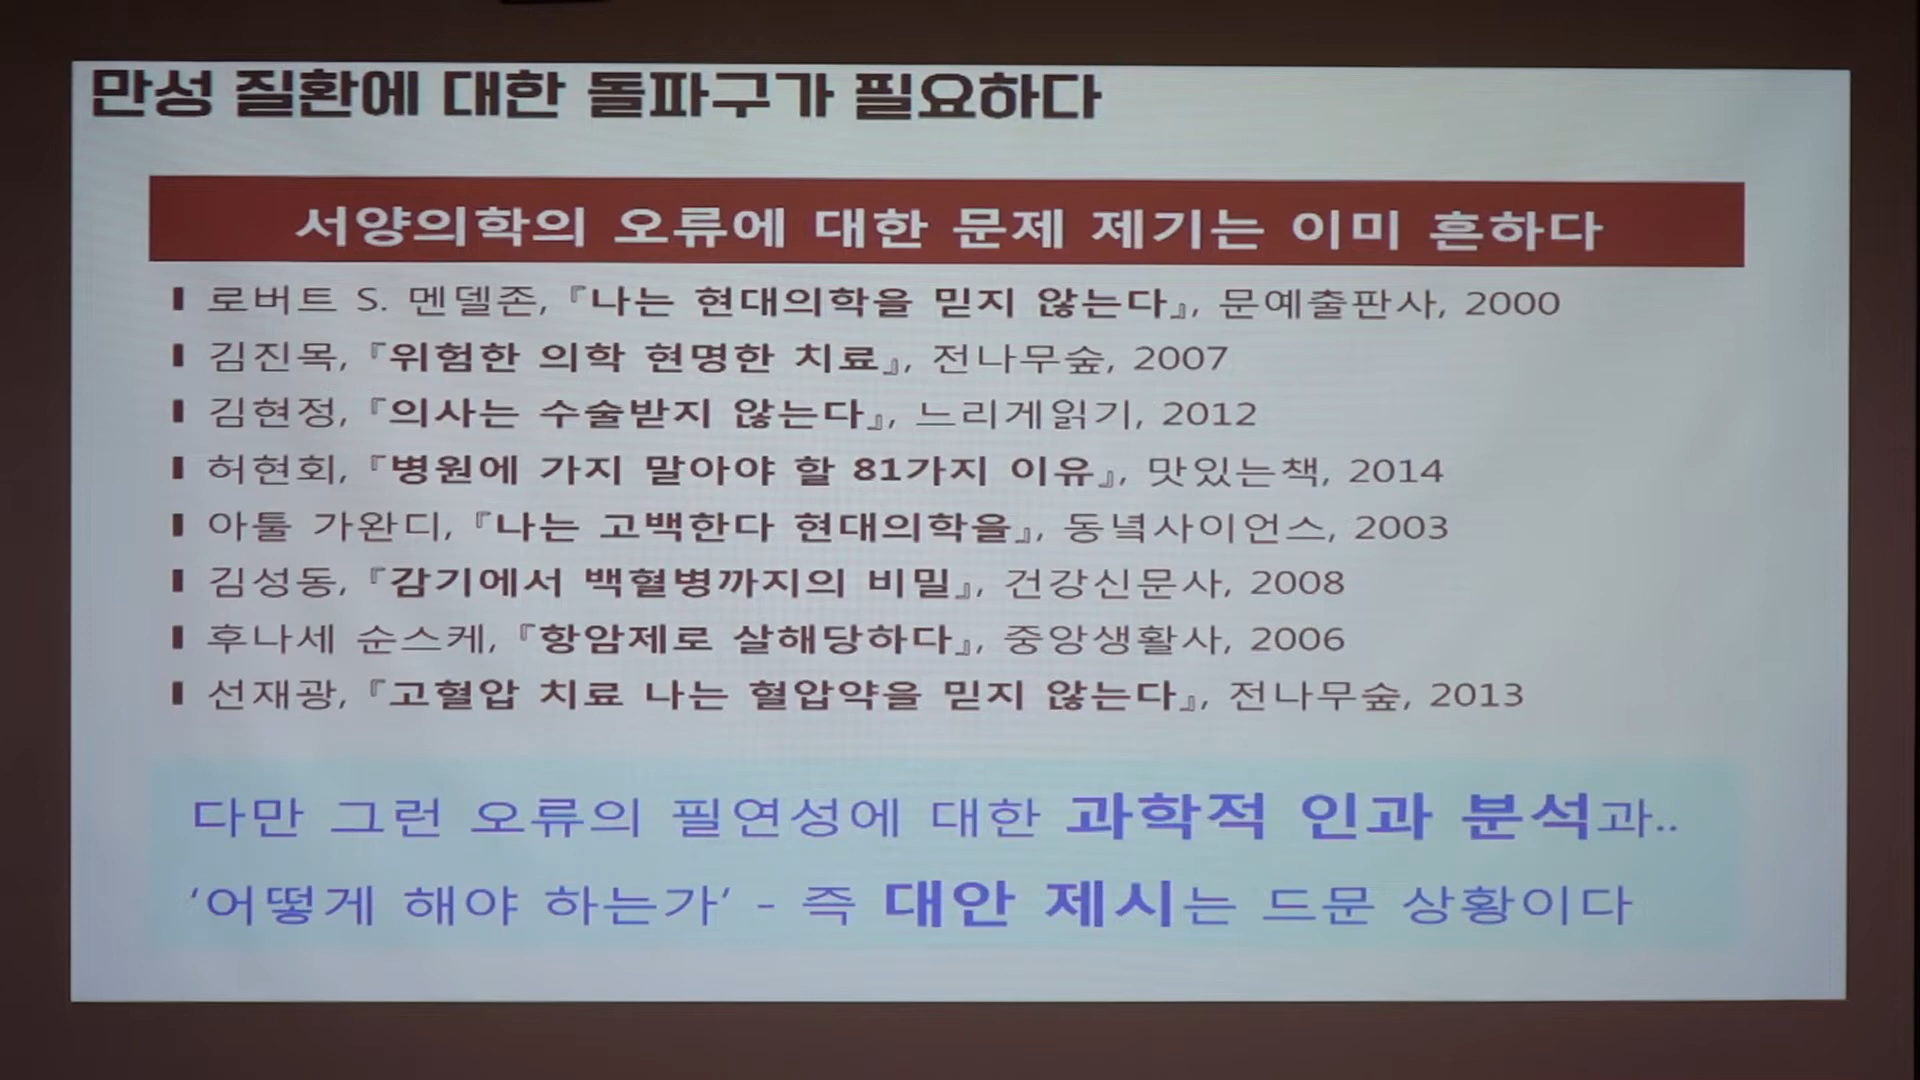 만성 질환에 대한 돌파구가 필요하다
서양의학의 오류에 대한 문제 제기는 이미 흔하다
로버트 S. 멘델존, 『나는 현대의학을 믿지 않는다』, 문예출판사, 2000
김진목, 『위험한 의학 현명한 치료』, 전나무숲, 2007
김현정, 『의사는 수술받지 않는다』, 느리게읽기, 2012
허현회, 『병원에 가지 말아야 할 81가지 이유』, 맛있는책, 2014
아툴 가완디, 『나는 고백한다 현대의학을』, 동녘사이언스, 2003
김성동, 『감기에서 백혈병까지의 비밀』, 건강신문사, 2008
후나세 순스케, 『항암제로 살해당하다』, 중앙생활사, 2006
선재광, 『고혈압 치료 나는 혈압약을 믿지 않는다』, 전나무숲, 2013
다만 그런 오류의 필연성에 대한 과학적 인과 분석과..
‘어떻게 해야 하는가’ - 즉 대안 제시는 드문 상황이다